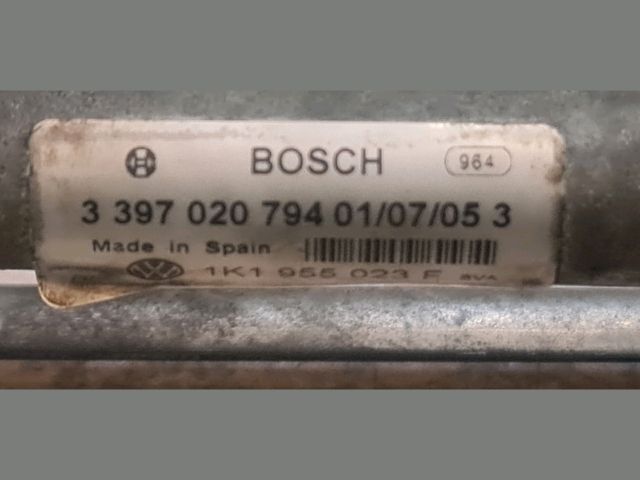 BOSCH 964
3 397 020 794 01/07/05 3
Made in Spain
1K1 955 023 F